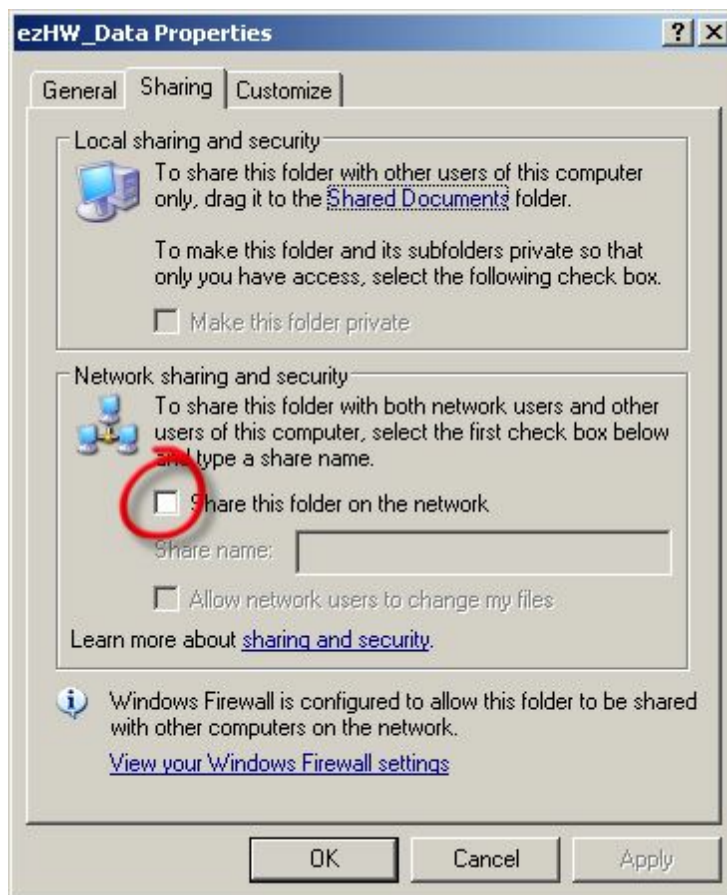 ezHW_Data Properties
General Sharing Customize
Local sharing and security
To share this folder with other users of this computer
only, drag it to the Shared Documents folder.
To make this folder and its subfolders private so that
only you have access, select the following check box.
Make this folder private
Network sharing and security
To share this folder with both network users and other
users of this computer, select the first check box below
and type a share name.
Share this folder on the network
Share name:
Allow network users to change my files
Learn more about sharing and security.
Windows Firewall is configured to allow this folder to be shared
with other computers on the network.
View your Windows Firewall settings
OK Cancel Apply